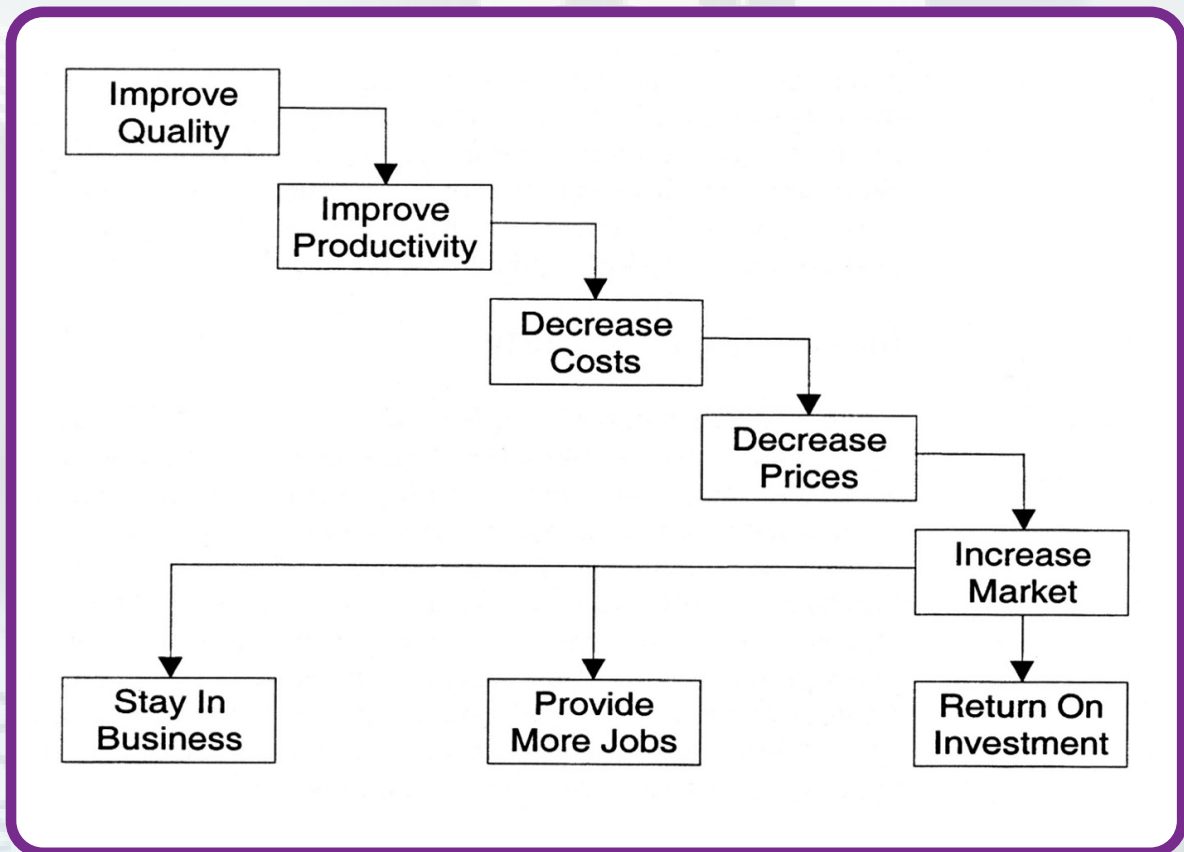 Improve
Quality
Improve
Productivity
Decrease
Costs
Decrease
Prices
Increase
Market
Stay In
Business
Provide
More Jobs
Return On
Investment